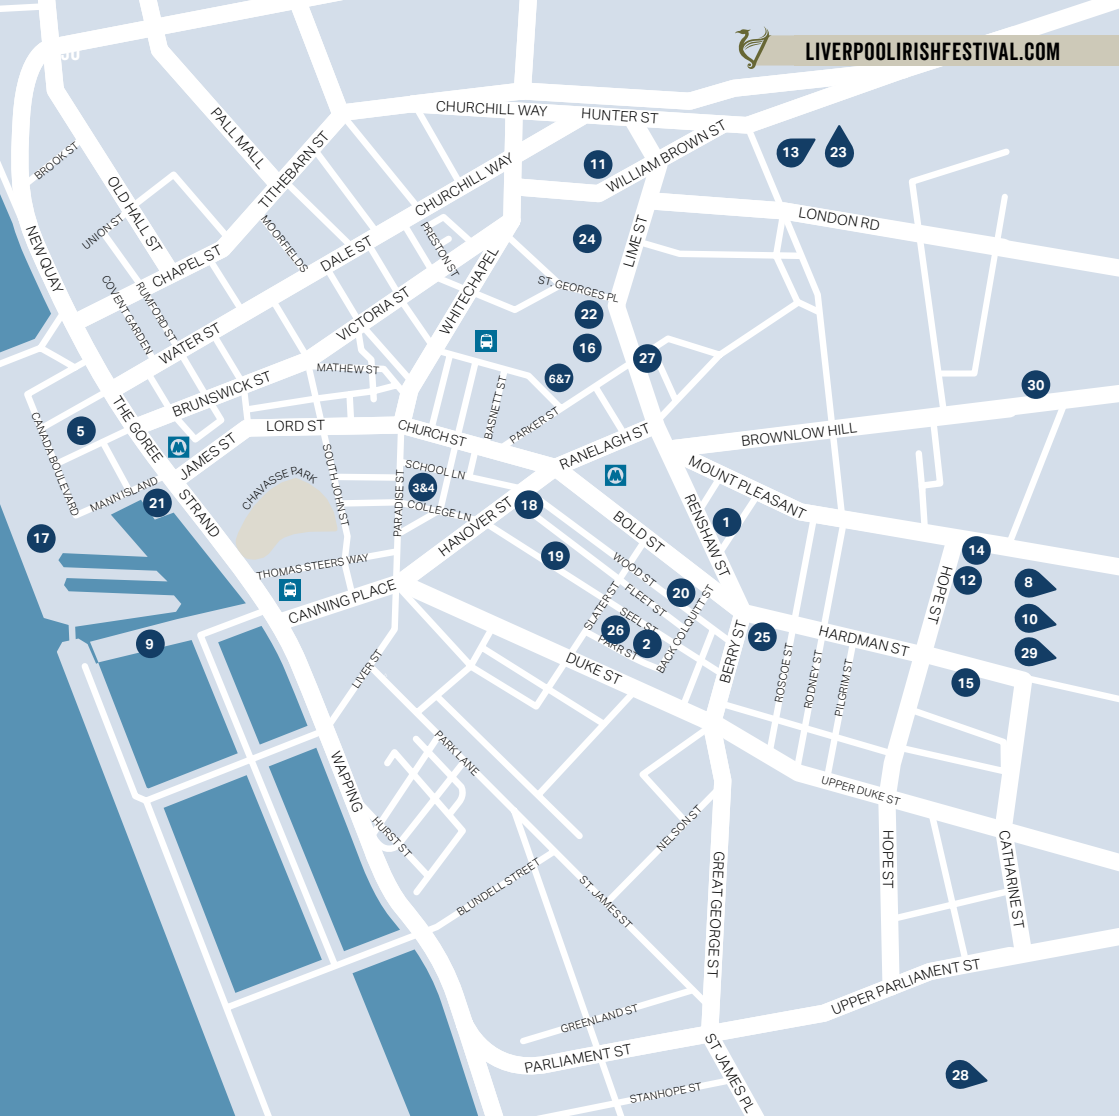 LIVERPOOLIRISHFESTIVAL.COM
30
CHURCHILL WAY
HUNTER ST
PALL MALL
TITHEBARN ST
WILLIAM BROWN ST
13
23
BROOK ST
11
CHURCHILL WAY
OLD HALL ST
LONDON RD
UNION ST
MOORFIELDS
PRESTON ST
LIME ST
24
NEW QUAY
CHAPEL ST
DALE ST
WHITECHAPEL
ST. GEORGES PL
COVENT GARDEN
RUMFORD ST
VICTORIA ST
22
WATER ST
16
27
MATHEW ST
6&7
30
BRUNSWICK ST
BASNETT ST
PARKER ST
THE GOREE
5
LORD ST
CHURCH ST
RANELAGH ST
BROWNLOW HILL
CANADA BOULEVARD
JAMES ST
SCHOOL LN
MOUNT PLEASANT
CHAVASSE PARK
SOUTH JOHN ST
PARADISE ST
3&4
MANN ISLAND
21
COLLEGE LN
18
RENSHAW ST
1
STRAND
HANOVER ST
BOLD ST
17
19
14
THOMAS STEERS WAY
WOOD ST
HOPE ST
12
8
CANNING PLACE
FLEET ST
20
SLATER ST
SEEL ST
BACK COLQUITT ST
10
26
2
PARR ST
25
HARDMAN ST
9
BERRY ST
29
LIVER ST
DUKE ST
ROSCOE ST
RODNEY ST
PILGRIM ST
15
PARK LANE
WAPPING
UPPER DUKE ST
HURST ST
NELSON ST
HOPE ST
CATHARINE ST
BLUNDELL STREET
ST. JAMES ST
GREAT GEORGE ST
UPPER PARLIAMENT ST
GREENLAND ST
PARLIAMENT ST
ST JAMES PL
28
STANHOPE ST